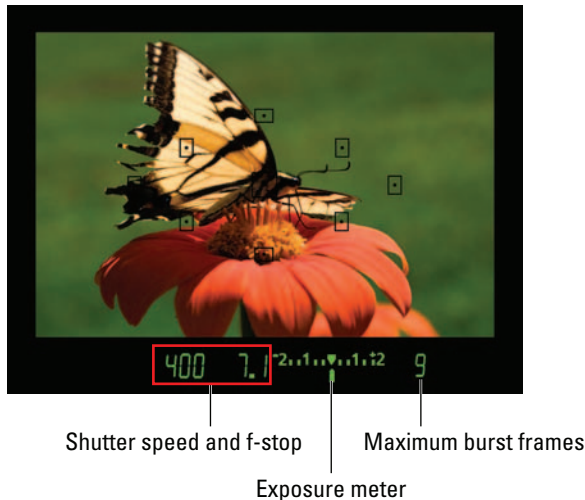 400 7.1 -2..1..▼..1..+2 9
Shutter speed and f-stop
Maximum burst frames
Exposure meter